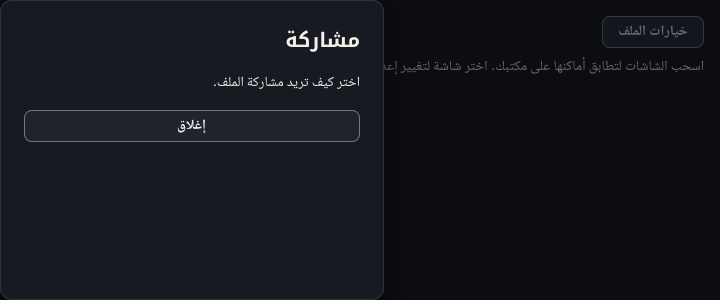 خيارات الملف
اسحب الشاشات لتطابق أماكنها على مكتبك. اختر شاشة لتغيير
مشاركة
اختر كيف تريد مشاركة الملف.
إغلاق